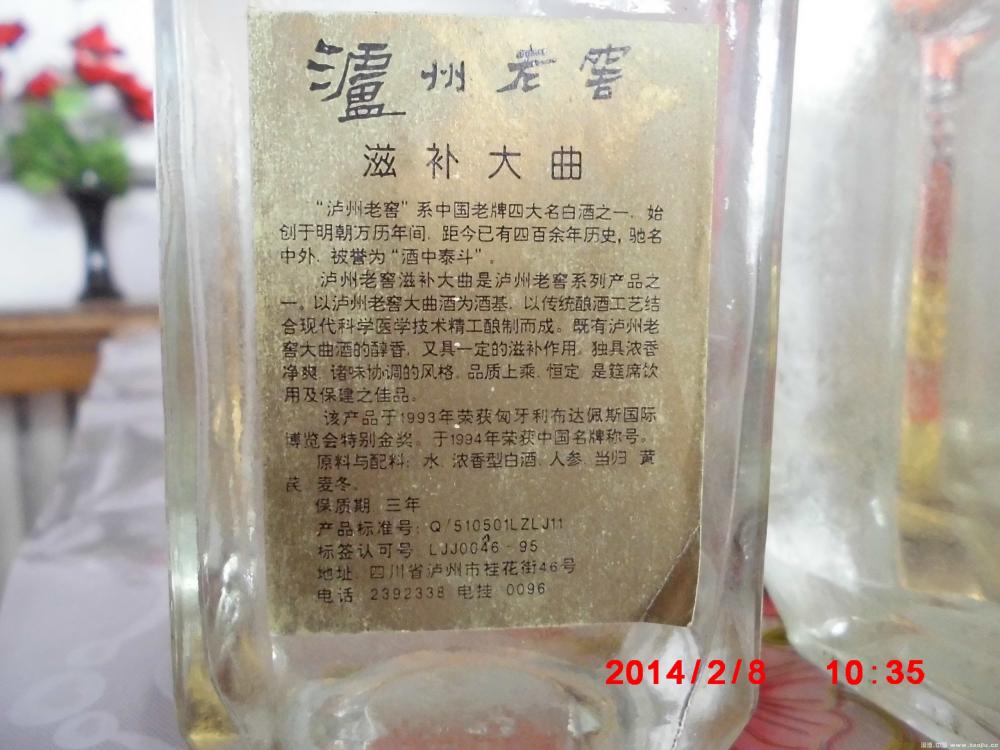 泸州老窖
滋补大曲
“泸州老窖”系中国老牌四大名白酒之一，始
创于明朝万历年间，距今已有四百余年历史，驰名
中外，被誉为“酒中泰斗”。
泸州老窖滋补大曲是泸州老窖系列产品之
一。以泸州老窖大曲酒为酒基，以传统酿酒工艺结
合现代科学医学技术精工酿制而成。既有泸州老
窖大曲酒的醇香，又具一定的滋补作用。独具浓香
净爽，诸味协调的风格。品质上乘、恒定，是筵席饮
用及保建之佳品。
该产品于1993年荣获匈牙利布达佩斯国际
博览会特别金奖。于1994年荣获中国名牌称号。
原料与配料：水、浓香型白酒、人参、当归、黄
芪、麦冬。
保质期：三年
产品标准号：Q/510501LZLJ11
标签认可号：LJJ0046-95
地址：四川省泸州市桂花街46号
电话：2392338 电挂：0096
2014/2/8 10:35